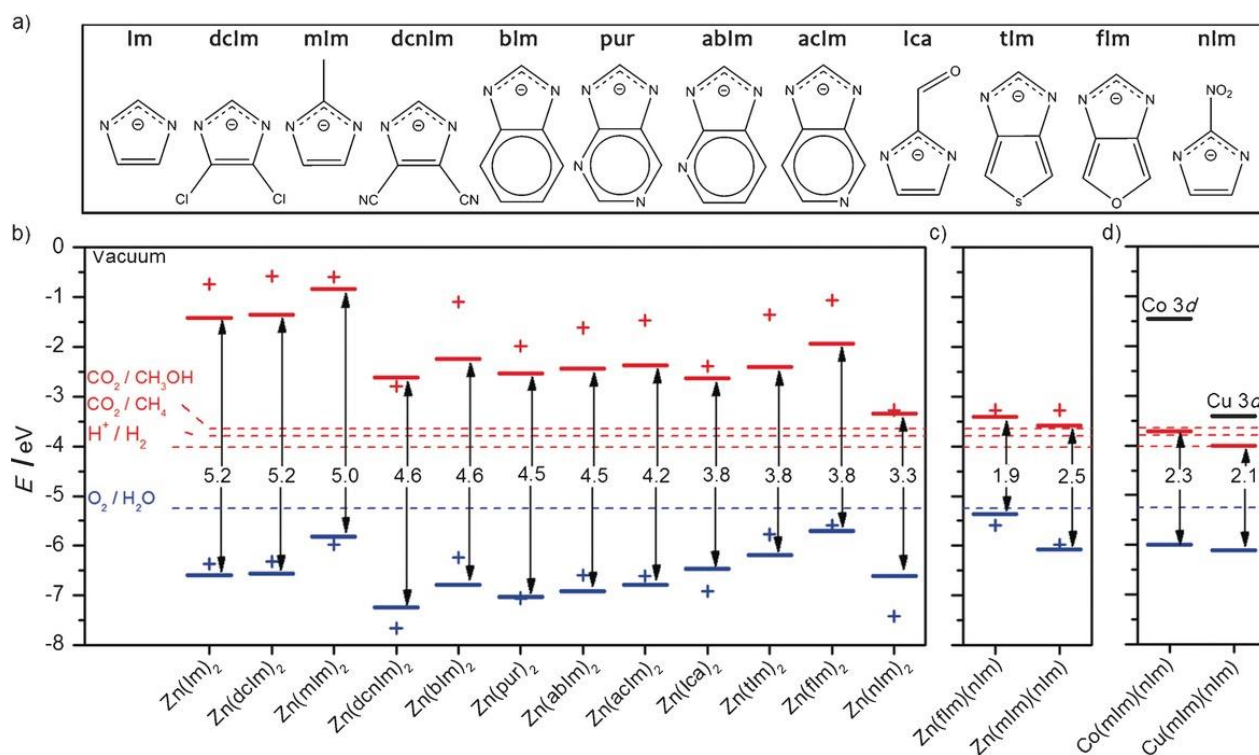 a)
Im dcIm mIm dcnIm bIm pur abIm acIm Ica tIm fIm nIm
O NO₂
N N N N N N N N N N N N N N N N N N N N N N N N
N N N N
Cl Cl NC CN S O
b) c) d)
Vacuum
0
-1
-2
-3
-4
-5
-6
-7
-8
E /eV
CO₂ / CH₃OH
CO₂ / CH₄
H⁺ / H₂
O₂ / H₂O
Co 3d
Cu 3d
5.2 5.2 5.0 4.6 4.6 4.5 4.5 4.2 3.8 3.8 3.8 3.3 1.9 2.5 2.3 2.1
Zn(Im)₂
Zn(dcIm)₂
Zn(mIm)₂
Zn(dcnIm)₂
Zn(bIm)₂
Zn(pur)₂
Zn(abIm)₂
Zn(acIm)₂
Zn(Ica)₂
Zn(tIm)₂
Zn(fIm)₂
Zn(nIm)₂
Zn(fIm)(nIm)
Zn(mIm)(nIm)
Co(mIm)(nIm)
Cu(mIm)(nIm)